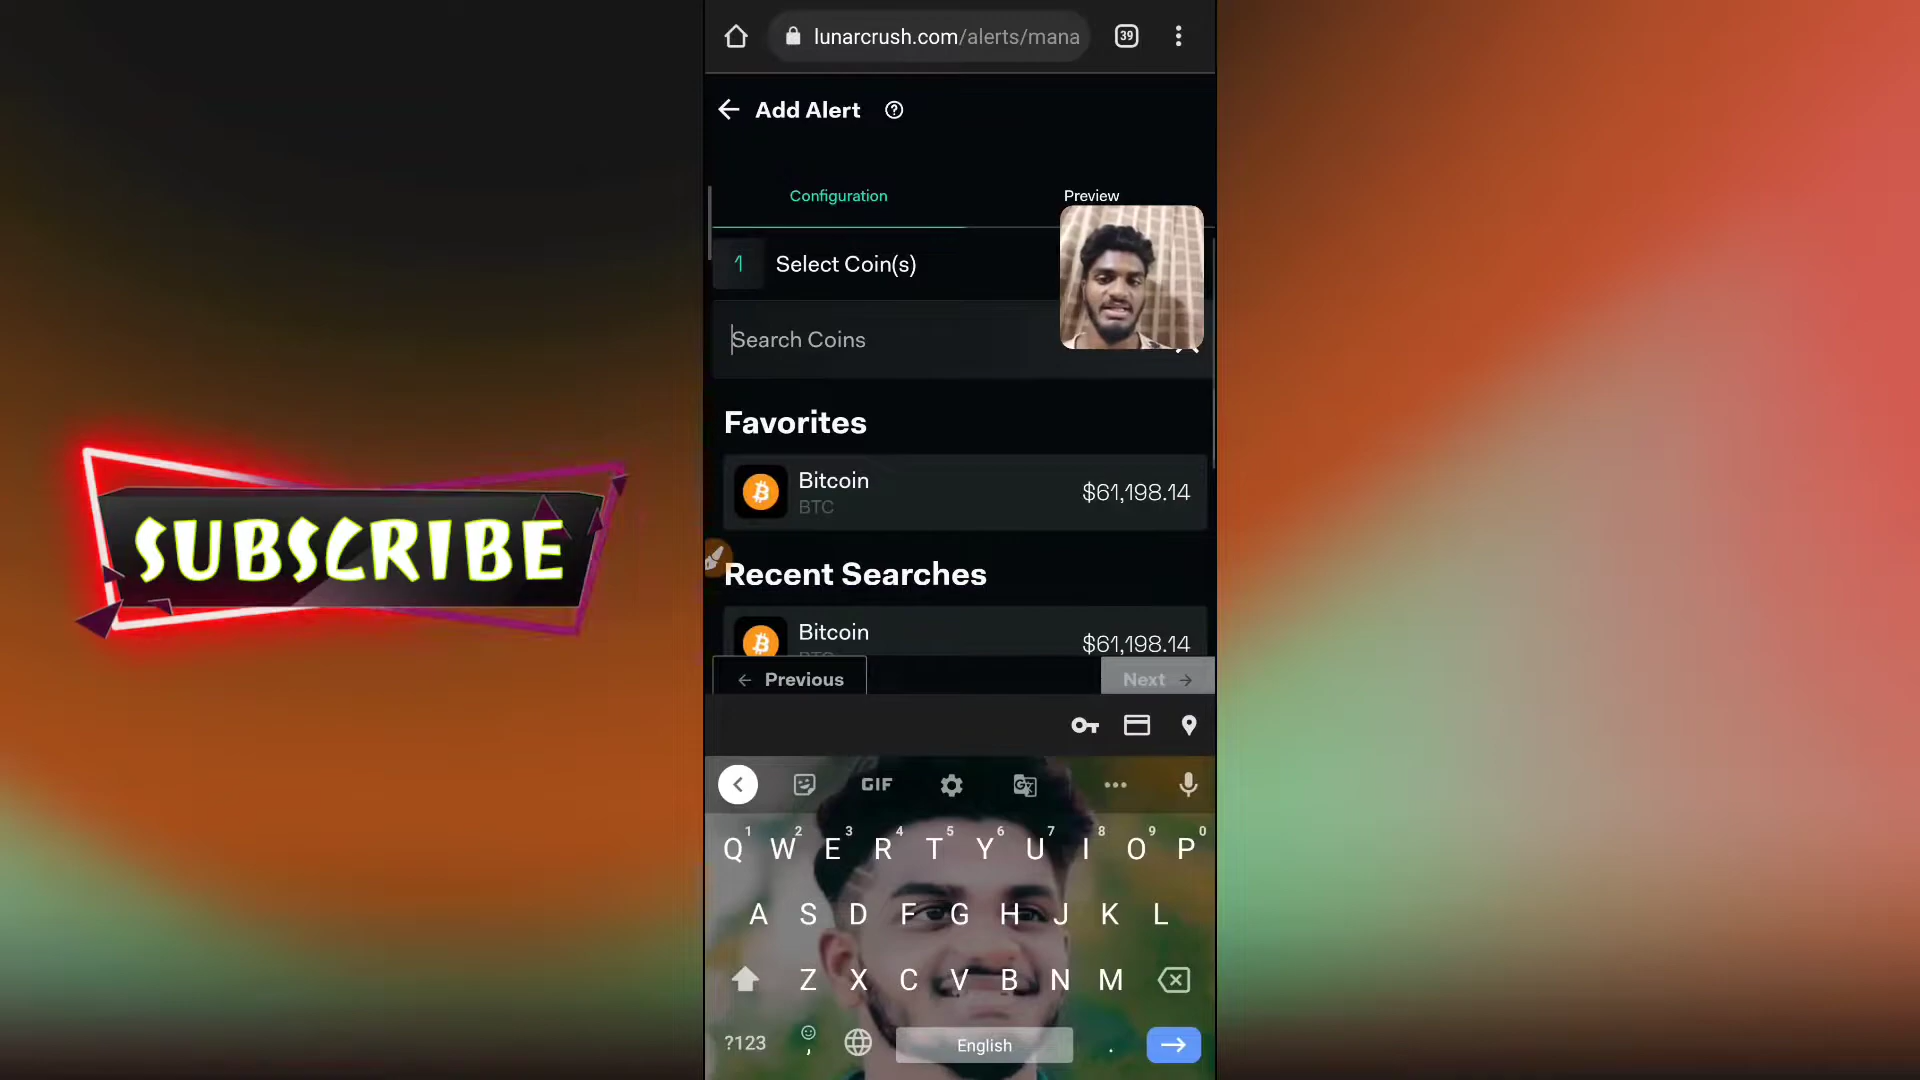 lunarcrush.com/alerts/mana
39
Add Alert
Configuration
Preview
1
Select Coin(s)
Search Coins
Favorites
Bitcoin
$61,198.14
BTC
SUBSCRIBE
Recent Searches
Bitcoin
$61,198.14
BTC
Previous
Next
GIF
1 2 3 4 5 6 7 8 9 0
Q W E R T Y U I O P
A S D F G H J K L
Z X C V B N M
?123 , English .